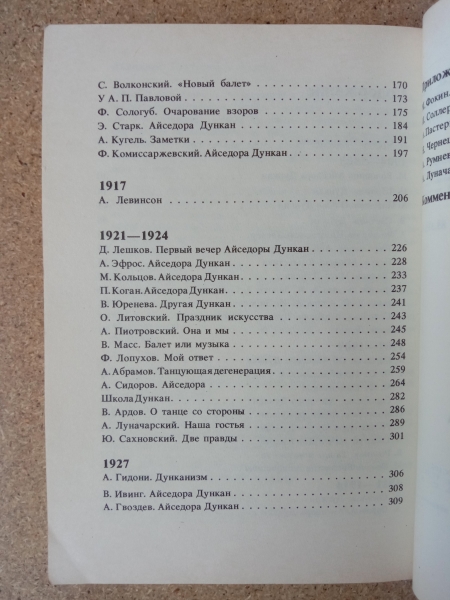 С. Волконский. «Новый балет» . . . . . . . . . . . . . . . 170
У А. П. Павловой . . . . . . . . . . . . . . . . . . . . 173
Ф. Сологуб. Очарование взоров . . . . . . . . . . . . . . 175
Э. Старк. Айседора Дункан . . . . . . . . . . . . . . . . 184
А. Кугель. Заметки . . . . . . . . . . . . . . . . . . . 191
Ф. Комиссаржевский. Айседора Дункан . . . . . . . . . . . 197
1917
А. Левинсон . . . . . . . . . . . . . . . . . . . . . . 206
1921—1924
Д. Лешков. Первый вечер Айседоры Дункан . . . . . . . . . 226
А. Эфрос. Айседора Дункан . . . . . . . . . . . . . . . . 228
М. Кольцов. Айседора Дункан . . . . . . . . . . . . . . . 233
П. Коган. Айседора Дункан . . . . . . . . . . . . . . . . 237
В. Юренева. Другая Дункан . . . . . . . . . . . . . . . . 241
О. Литовский. Праздник искусства . . . . . . . . . . . . 243
А. Пиотровский. Она и мы . . . . . . . . . . . . . . . . 245
В. Масс. Балет или музыка . . . . . . . . . . . . . . . . 248
Ф. Лопухов. Мой ответ . . . . . . . . . . . . . . . . . . 254
А. Абрамов. Танцующая дегенерация . . . . . . . . . . . . 259
А. Сидоров. Айседора . . . . . . . . . . . . . . . . . . 264
Школа Дункан . . . . . . . . . . . . . . . . . . . . . . 282
В. Ардов. О танце со стороны . . . . . . . . . . . . . . 286
А. Луначарский. Наша гостья . . . . . . . . . . . . . . . 289
Ю. Сахновский. Две правды . . . . . . . . . . . . . . . . 301
1927
А. Гидони. Дунканизм . . . . . . . . . . . . . . . . . . 306
В. Ивинг. Айседора Дункан . . . . . . . . . . . . . . . . 308
А. Гвоздев. Айседора Дункан . . . . . . . . . . . . . . . 309
Прилож
Фокин.
Соллер
Пастер
Чернец
Румнев
Луначар
Коммен